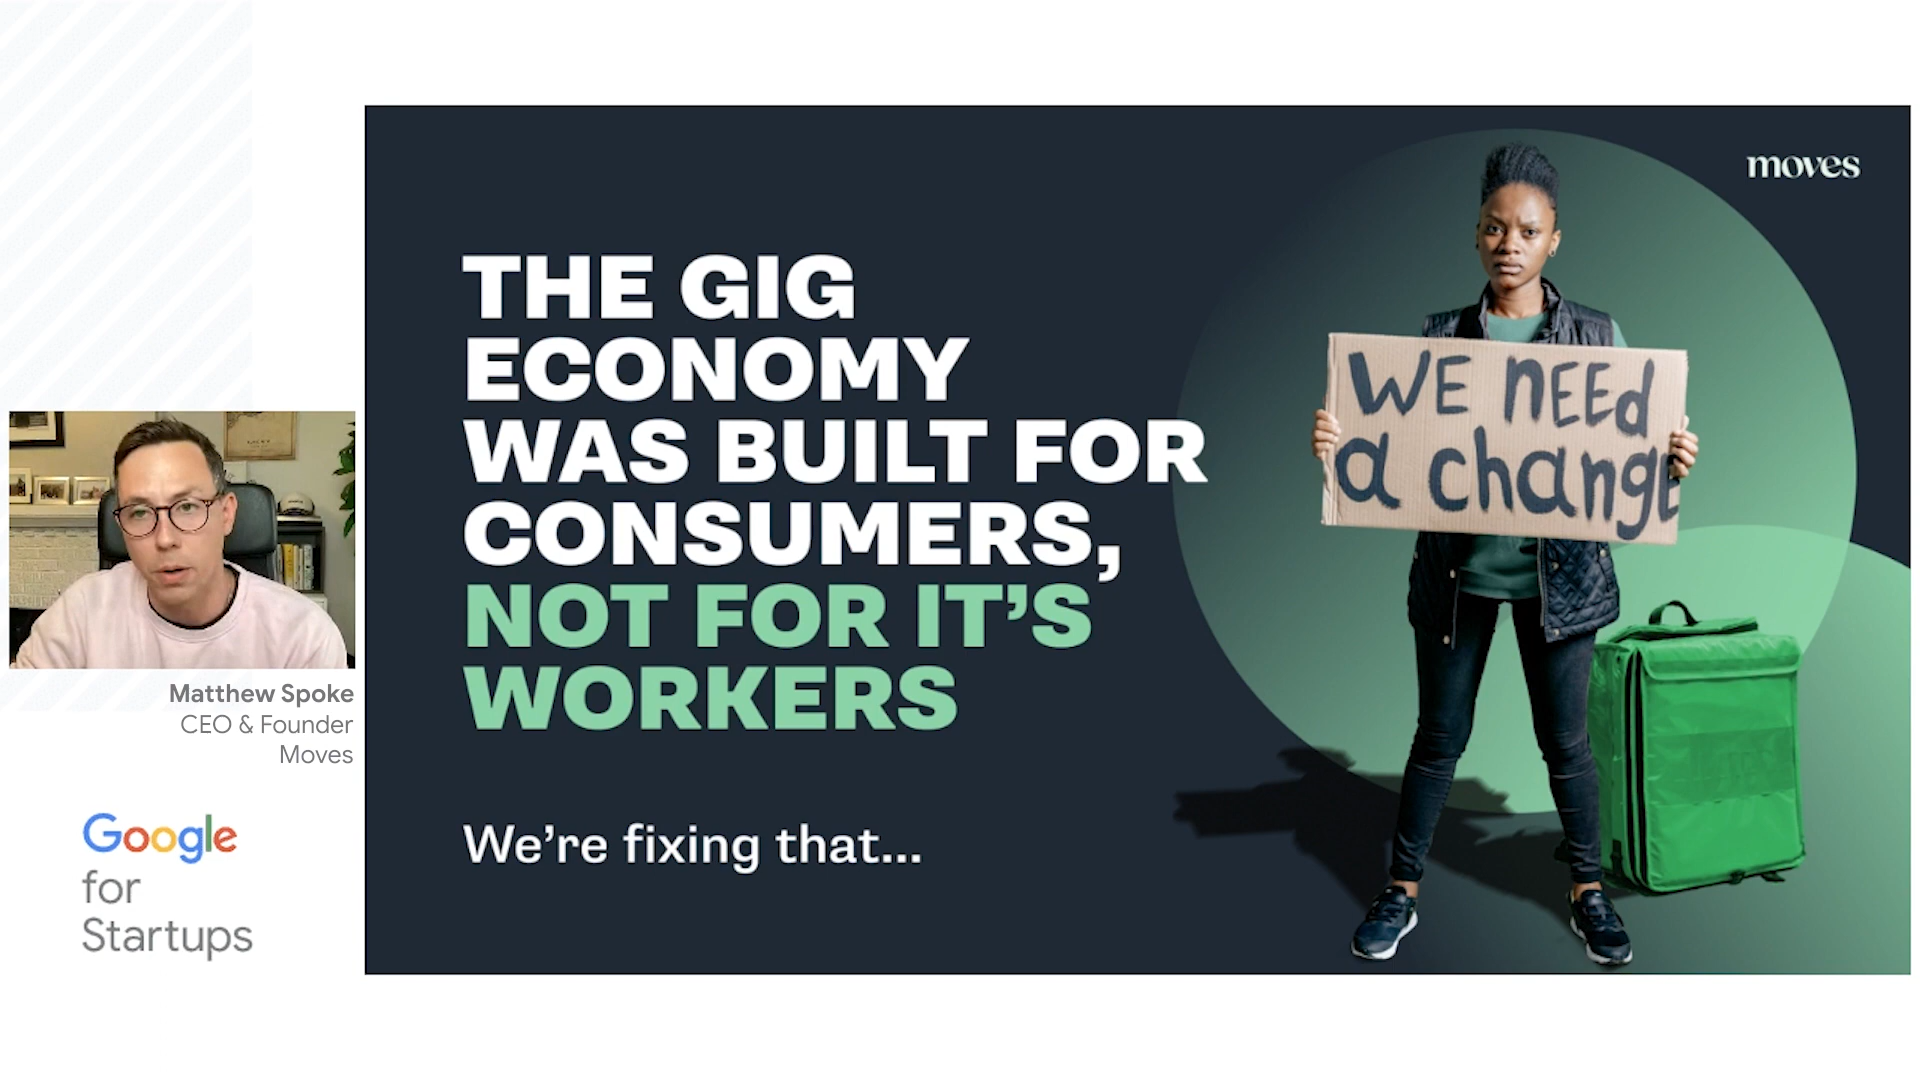 moves
THE GIG
ECONOMY
WAS BUILT FOR
CONSUMERS,
NOT FOR IT’S
WORKERS
We’re fixing that...
WE NEEd
a changE
Matthew Spoke
CEO & Founder
Moves
Google
for
Startups